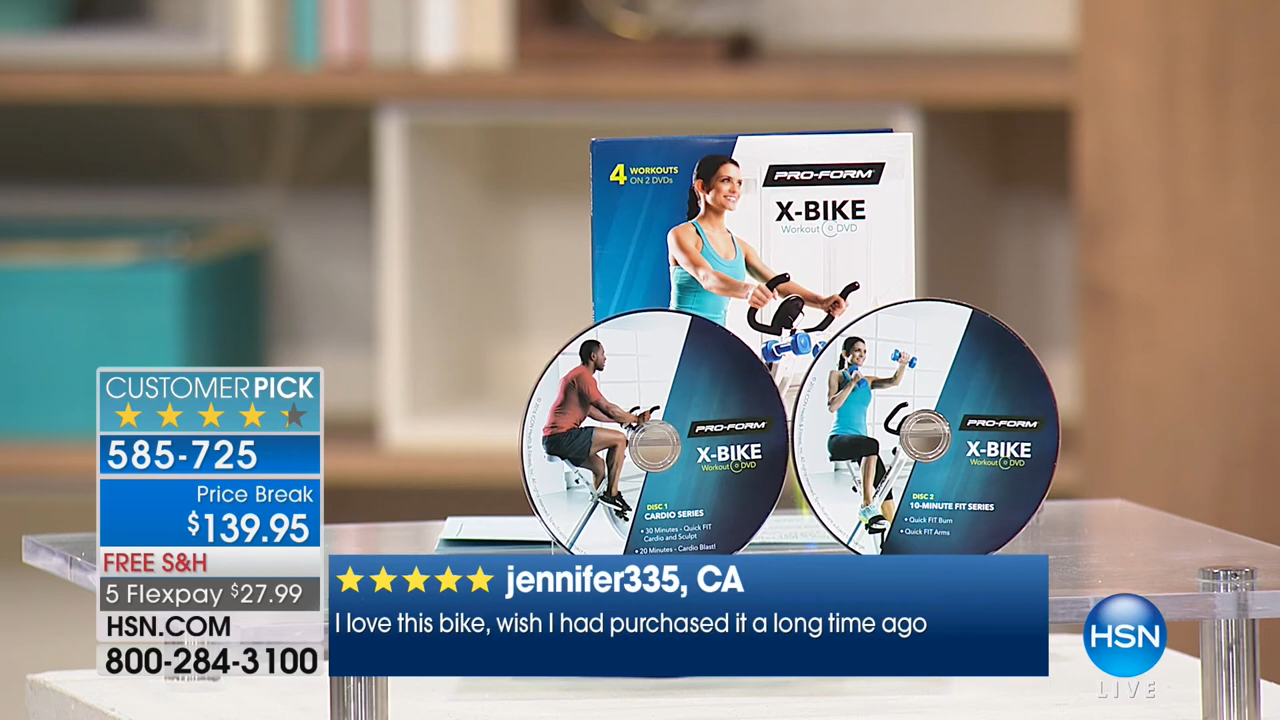 4 WORKOUTS
ON 2 DVDs
PRO-FORM
X-BIKE
Workout DVD
PRO-FORM
X-BIKE
Workout DVD
DISC 1
CARDIO SERIES
• 30 Minutes - Quick FIT
Cardio and Sculpt
• 20 Minutes - Cardio Blast!
PRO-FORM
X-BIKE
Workout DVD
DISC 2
10-MINUTE FIT SERIES
• Quick FIT Burn
• Quick FIT Arms
CUSTOMER PICK
585-725
Price Break
$139.95
FREE S&H
5 Flexpay $27.99
HSN.COM
800-284-3100
jennifer335, CA
I love this bike, wish I had purchased it a long time ago
HSN
LIVE